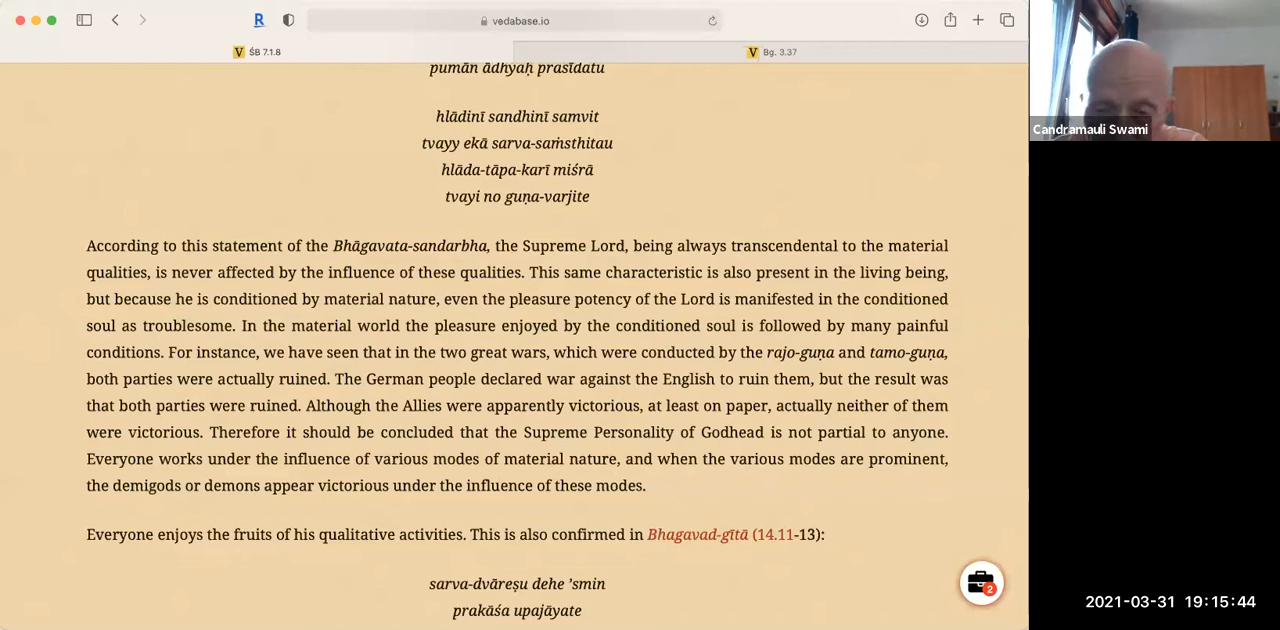 R
vedabase.io
V ŚB 7.1.8
V Bg. 3.37
pumān ādhyaḥ prasīdatu
hlādinī sandhinī samvit
tvayy ekā sarva-saṁsthitau
hlāda-tāpa-karī miśrā
tvayi no guṇa-varjite
According to this statement of the Bhāgavata-sandarbha, the Supreme Lord, being always transcendental to the material
qualities, is never affected by the influence of these qualities. This same characteristic is also present in the living being,
but because he is conditioned by material nature, even the pleasure potency of the Lord is manifested in the conditioned
soul as troublesome. In the material world the pleasure enjoyed by the conditioned soul is followed by many painful
conditions. For instance, we have seen that in the two great wars, which were conducted by the rajo-guṇa and tamo-guṇa,
both parties were actually ruined. The German people declared war against the English to ruin them, but the result was
that both parties were ruined. Although the Allies were apparently victorious, at least on paper, actually neither of them
were victorious. Therefore it should be concluded that the Supreme Personality of Godhead is not partial to anyone.
Everyone works under the influence of various modes of material nature, and when the various modes are prominent,
the demigods or demons appear victorious under the influence of these modes.
Everyone enjoys the fruits of his qualitative activities. This is also confirmed in Bhagavad-gītā (14.11-13):
sarva-dvāreṣu dehe ’smin
prakāśa upajāyate
2
Candramauli Swami
2021-03-31 19:15:44